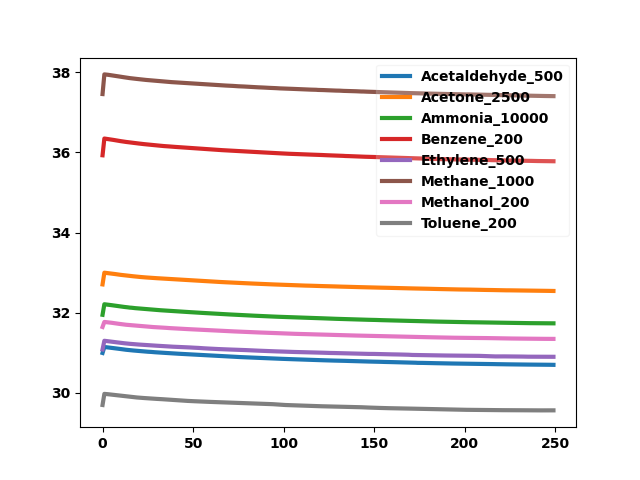 38
36
34
32
30
0 50 100 150 200 250
Acetaldehyde_500
Acetone_2500
Ammonia_10000
Benzene_200
Ethylene_500
Methane_1000
Methanol_200
Toluene_200